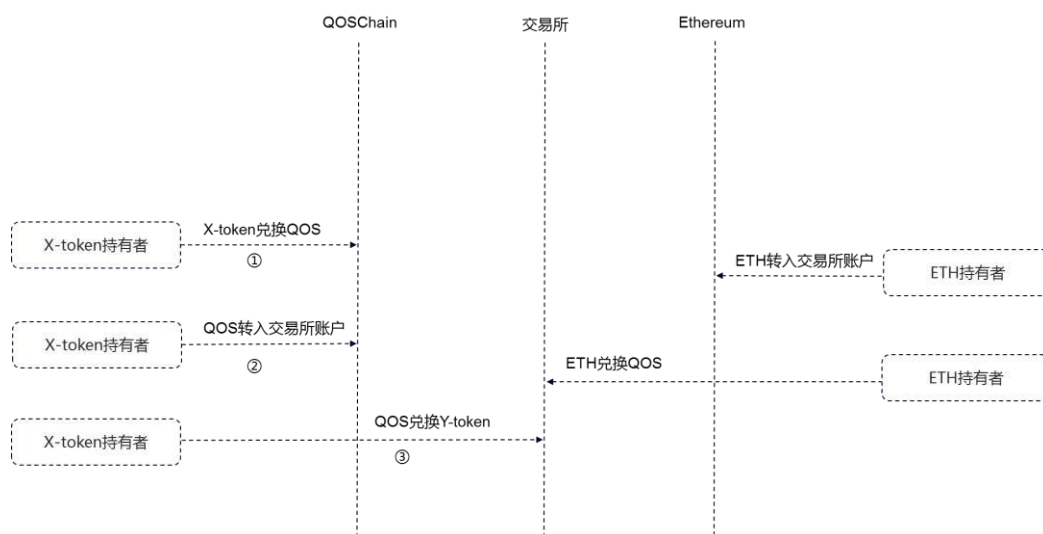 QOSChain
交易所
Ethereum
X-token兑换QOS
X-token持有者
①
ETH转入交易所账户
ETH持有者
QOS转入交易所账户
X-token持有者
②
ETH兑换QOS
ETH持有者
QOS兑换Y-token
X-token持有者
③